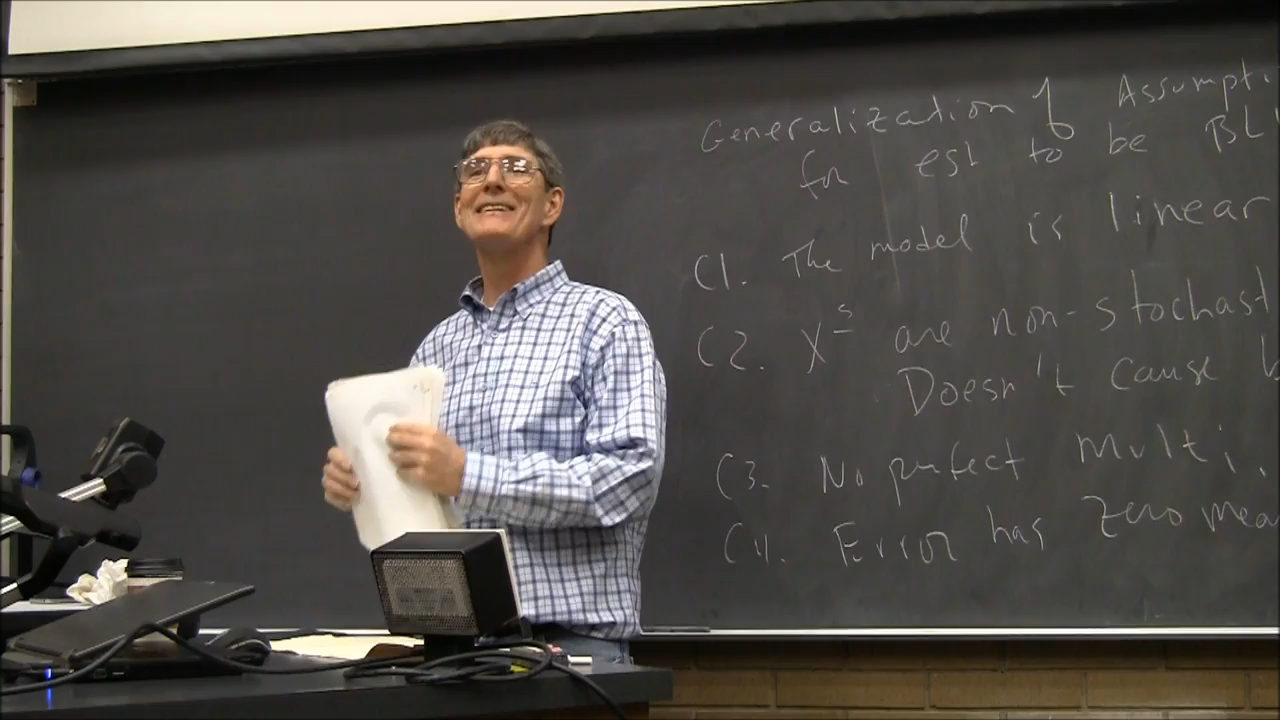 Generalization of Assumpti
for est to be BL
C1. The model is linear
C2. X's are non-stochast
Doesn't cause b
C3. No perfect Multi.
C4. Error has zero mea